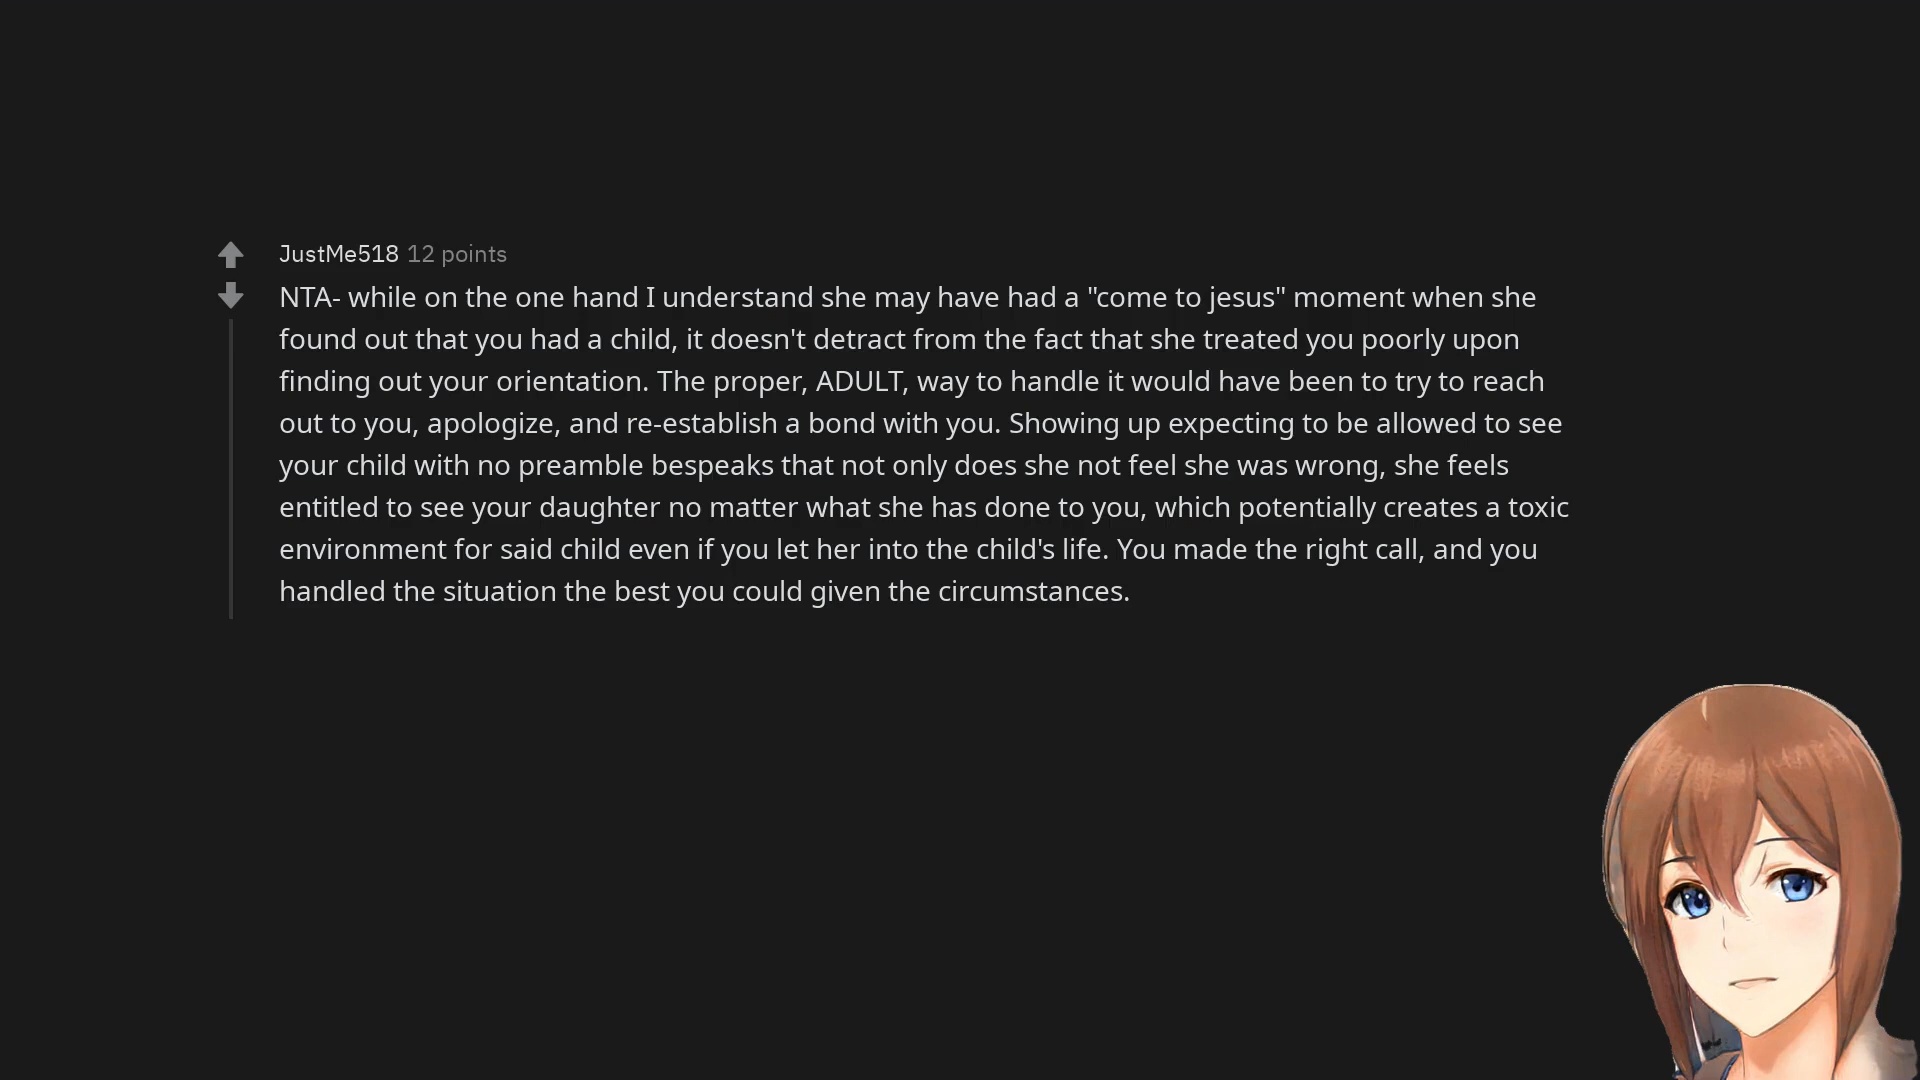 JustMe518 12 points
NTA- while on the one hand I understand she may have had a "come to jesus" moment when she
found out that you had a child, it doesn't detract from the fact that she treated you poorly upon
finding out your orientation. The proper, ADULT, way to handle it would have been to try to reach
out to you, apologize, and re-establish a bond with you. Showing up expecting to be allowed to see
your child with no preamble bespeaks that not only does she not feel she was wrong, she feels
entitled to see your daughter no matter what she has done to you, which potentially creates a toxic
environment for said child even if you let her into the child's life. You made the right call, and you
handled the situation the best you could given the circumstances.